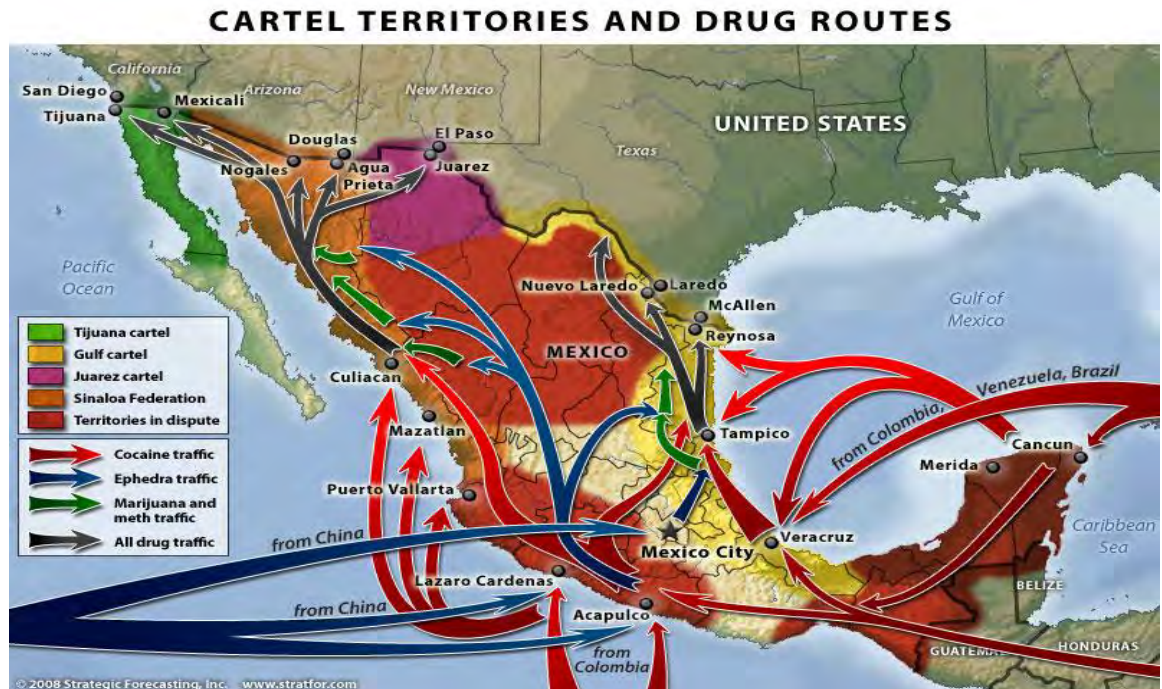 CARTEL TERRITORIES AND DRUG ROUTES
California
San Diego
Tijuana
Mexicali
Arizona
New Mexico
Douglas
El Paso
Nogales
Agua
Prieta
Juarez
Texas
UNITED STATES
Pacific
Ocean
Nuevo Laredo
Laredo
McAllen
Reynosa
Gulf of
Mexico
MEXICO
Tijuana cartel
Gulf cartel
Juarez cartel
Sinaloa Federation
Territories in dispute
Culiacan
Mazatlan
Tampico
from Colombia, Venezuela, Brazil
Cancun
Merida
Cocaine traffic
Ephedra traffic
Marijuana and
meth traffic
All drug traffic
Puerto Vallarta
from China
Mexico City
Veracruz
Caribbean
Sea
Lazaro Cardenas
from China
Acapulco
BELIZE
from
Colombia
GUATEMAL
HONDURAS
© 2008 Strategic Forecasting, Inc. www.stratfor.com